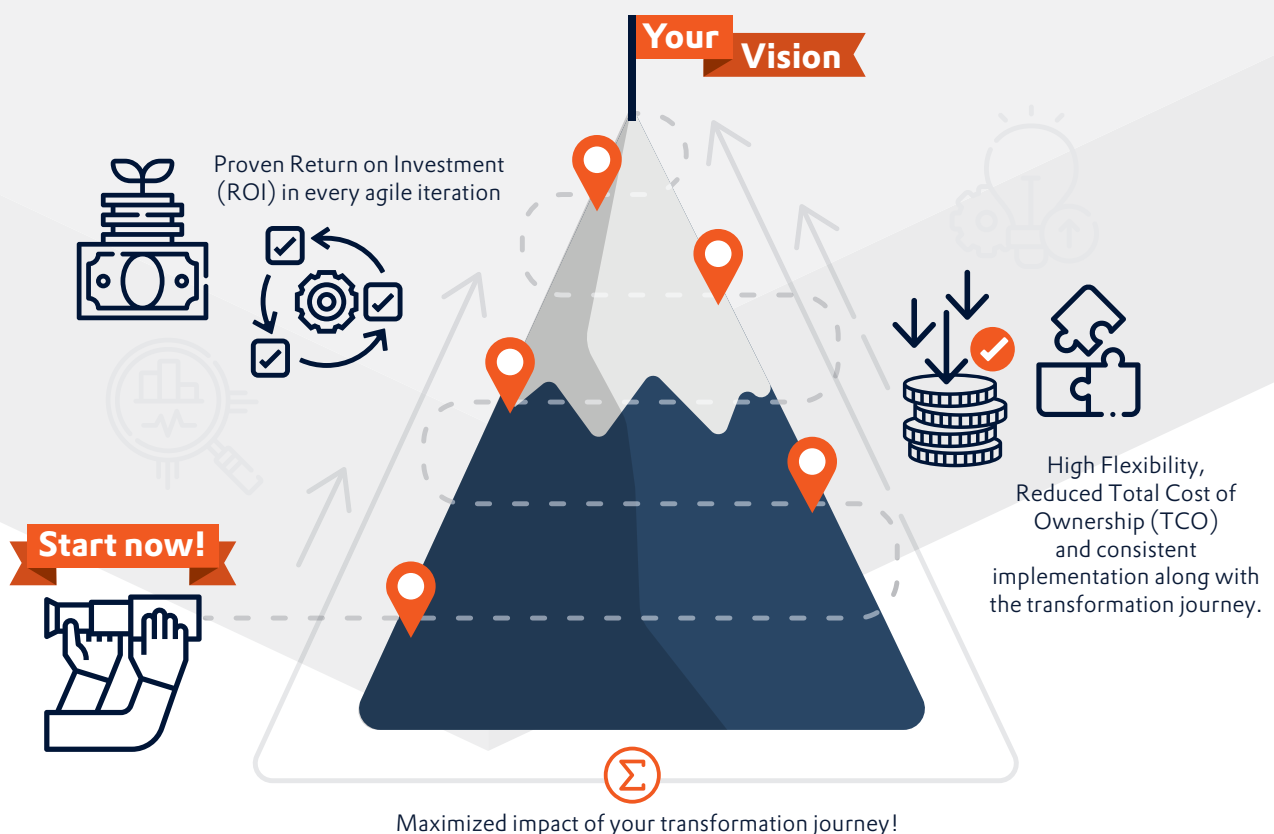 Your
Vision
Proven Return on Investment
(ROI) in every agile iteration
High Flexibility,
Reduced Total Cost of
Ownership (TCO)
and consistent
implementation along with
the transformation journey.
Start now!
Σ
Maximized impact of your transformation journey!